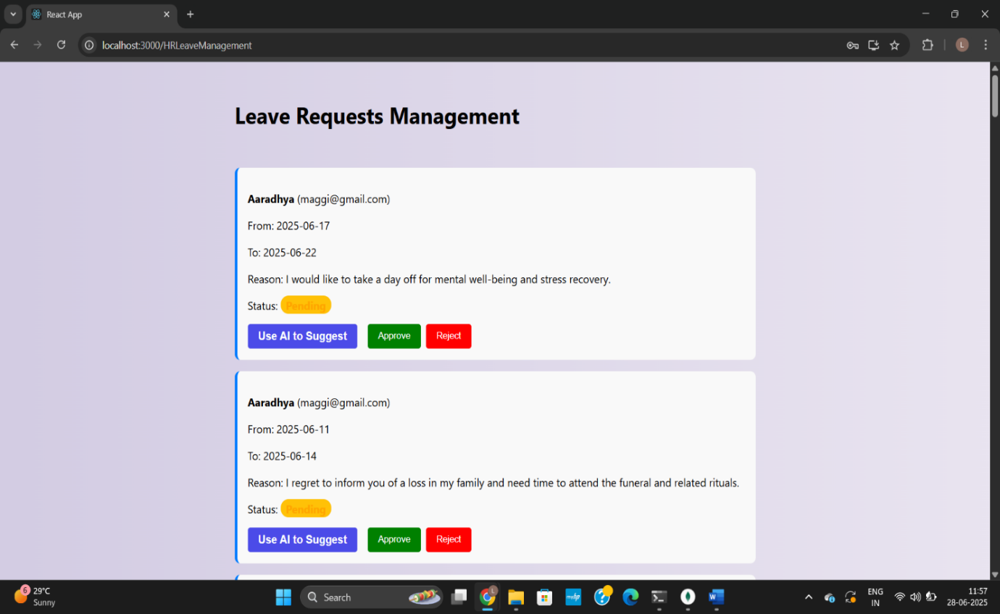 React App
localhost:3000/HRLeaveManagement
L
Leave Requests Management
Aaradhya (maggi@gmail.com)
From: 2025-06-17
To: 2025-06-22
Reason: I would like to take a day off for mental well-being and stress recovery.
Status: Pending
Use AI to Suggest Approve Reject
Aaradhya (maggi@gmail.com)
From: 2025-06-11
To: 2025-06-14
Reason: I regret to inform you of a loss in my family and need time to attend the funeral and related rituals.
Status: Pending
Use AI to Suggest Approve Reject
6 29°C
Sunny
Search
L
myhp
ENG
IN
11:57
28-06-2025